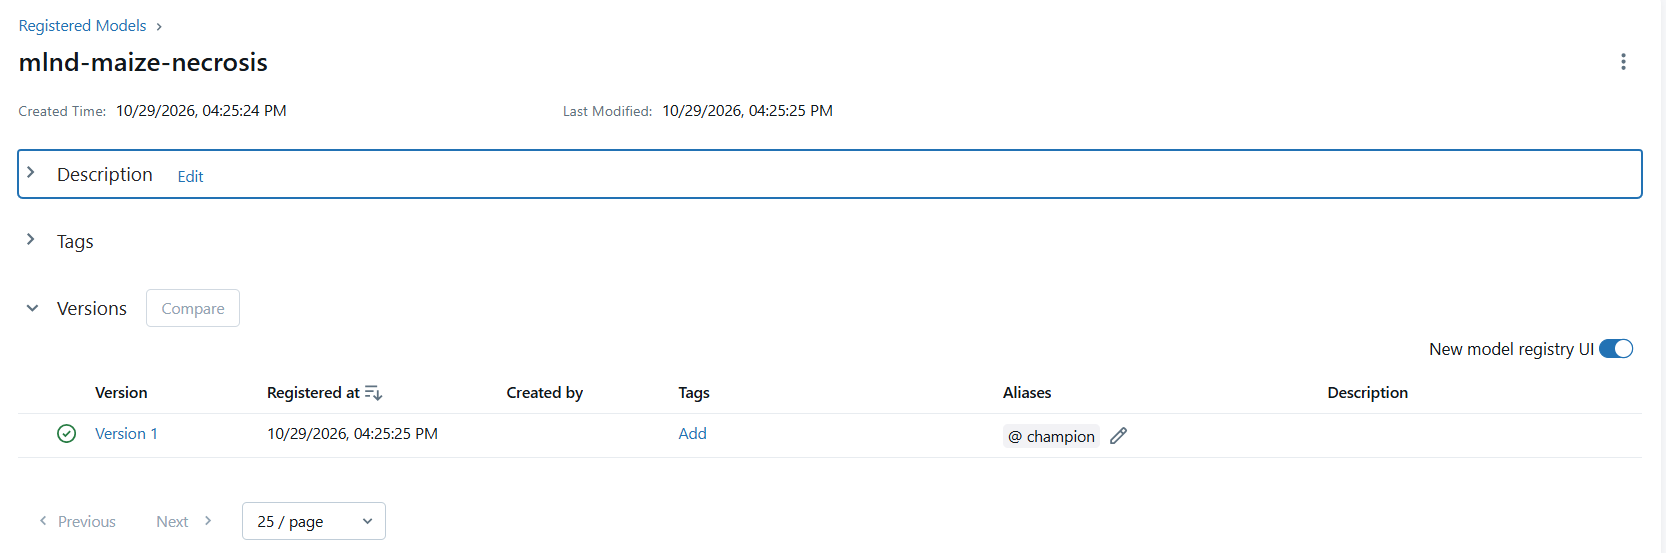 Registered Models
mlnd-maize-necrosis
Created Time: 10/29/2026, 04:25:24 PM Last Modified: 10/29/2026, 04:25:25 PM
Description Edit
Tags
Versions Compare
New model registry UI
Version Registered at Created by Tags Aliases Description
Version 1 10/29/2026, 04:25:25 PM Add @ champion
Previous Next 25 / page